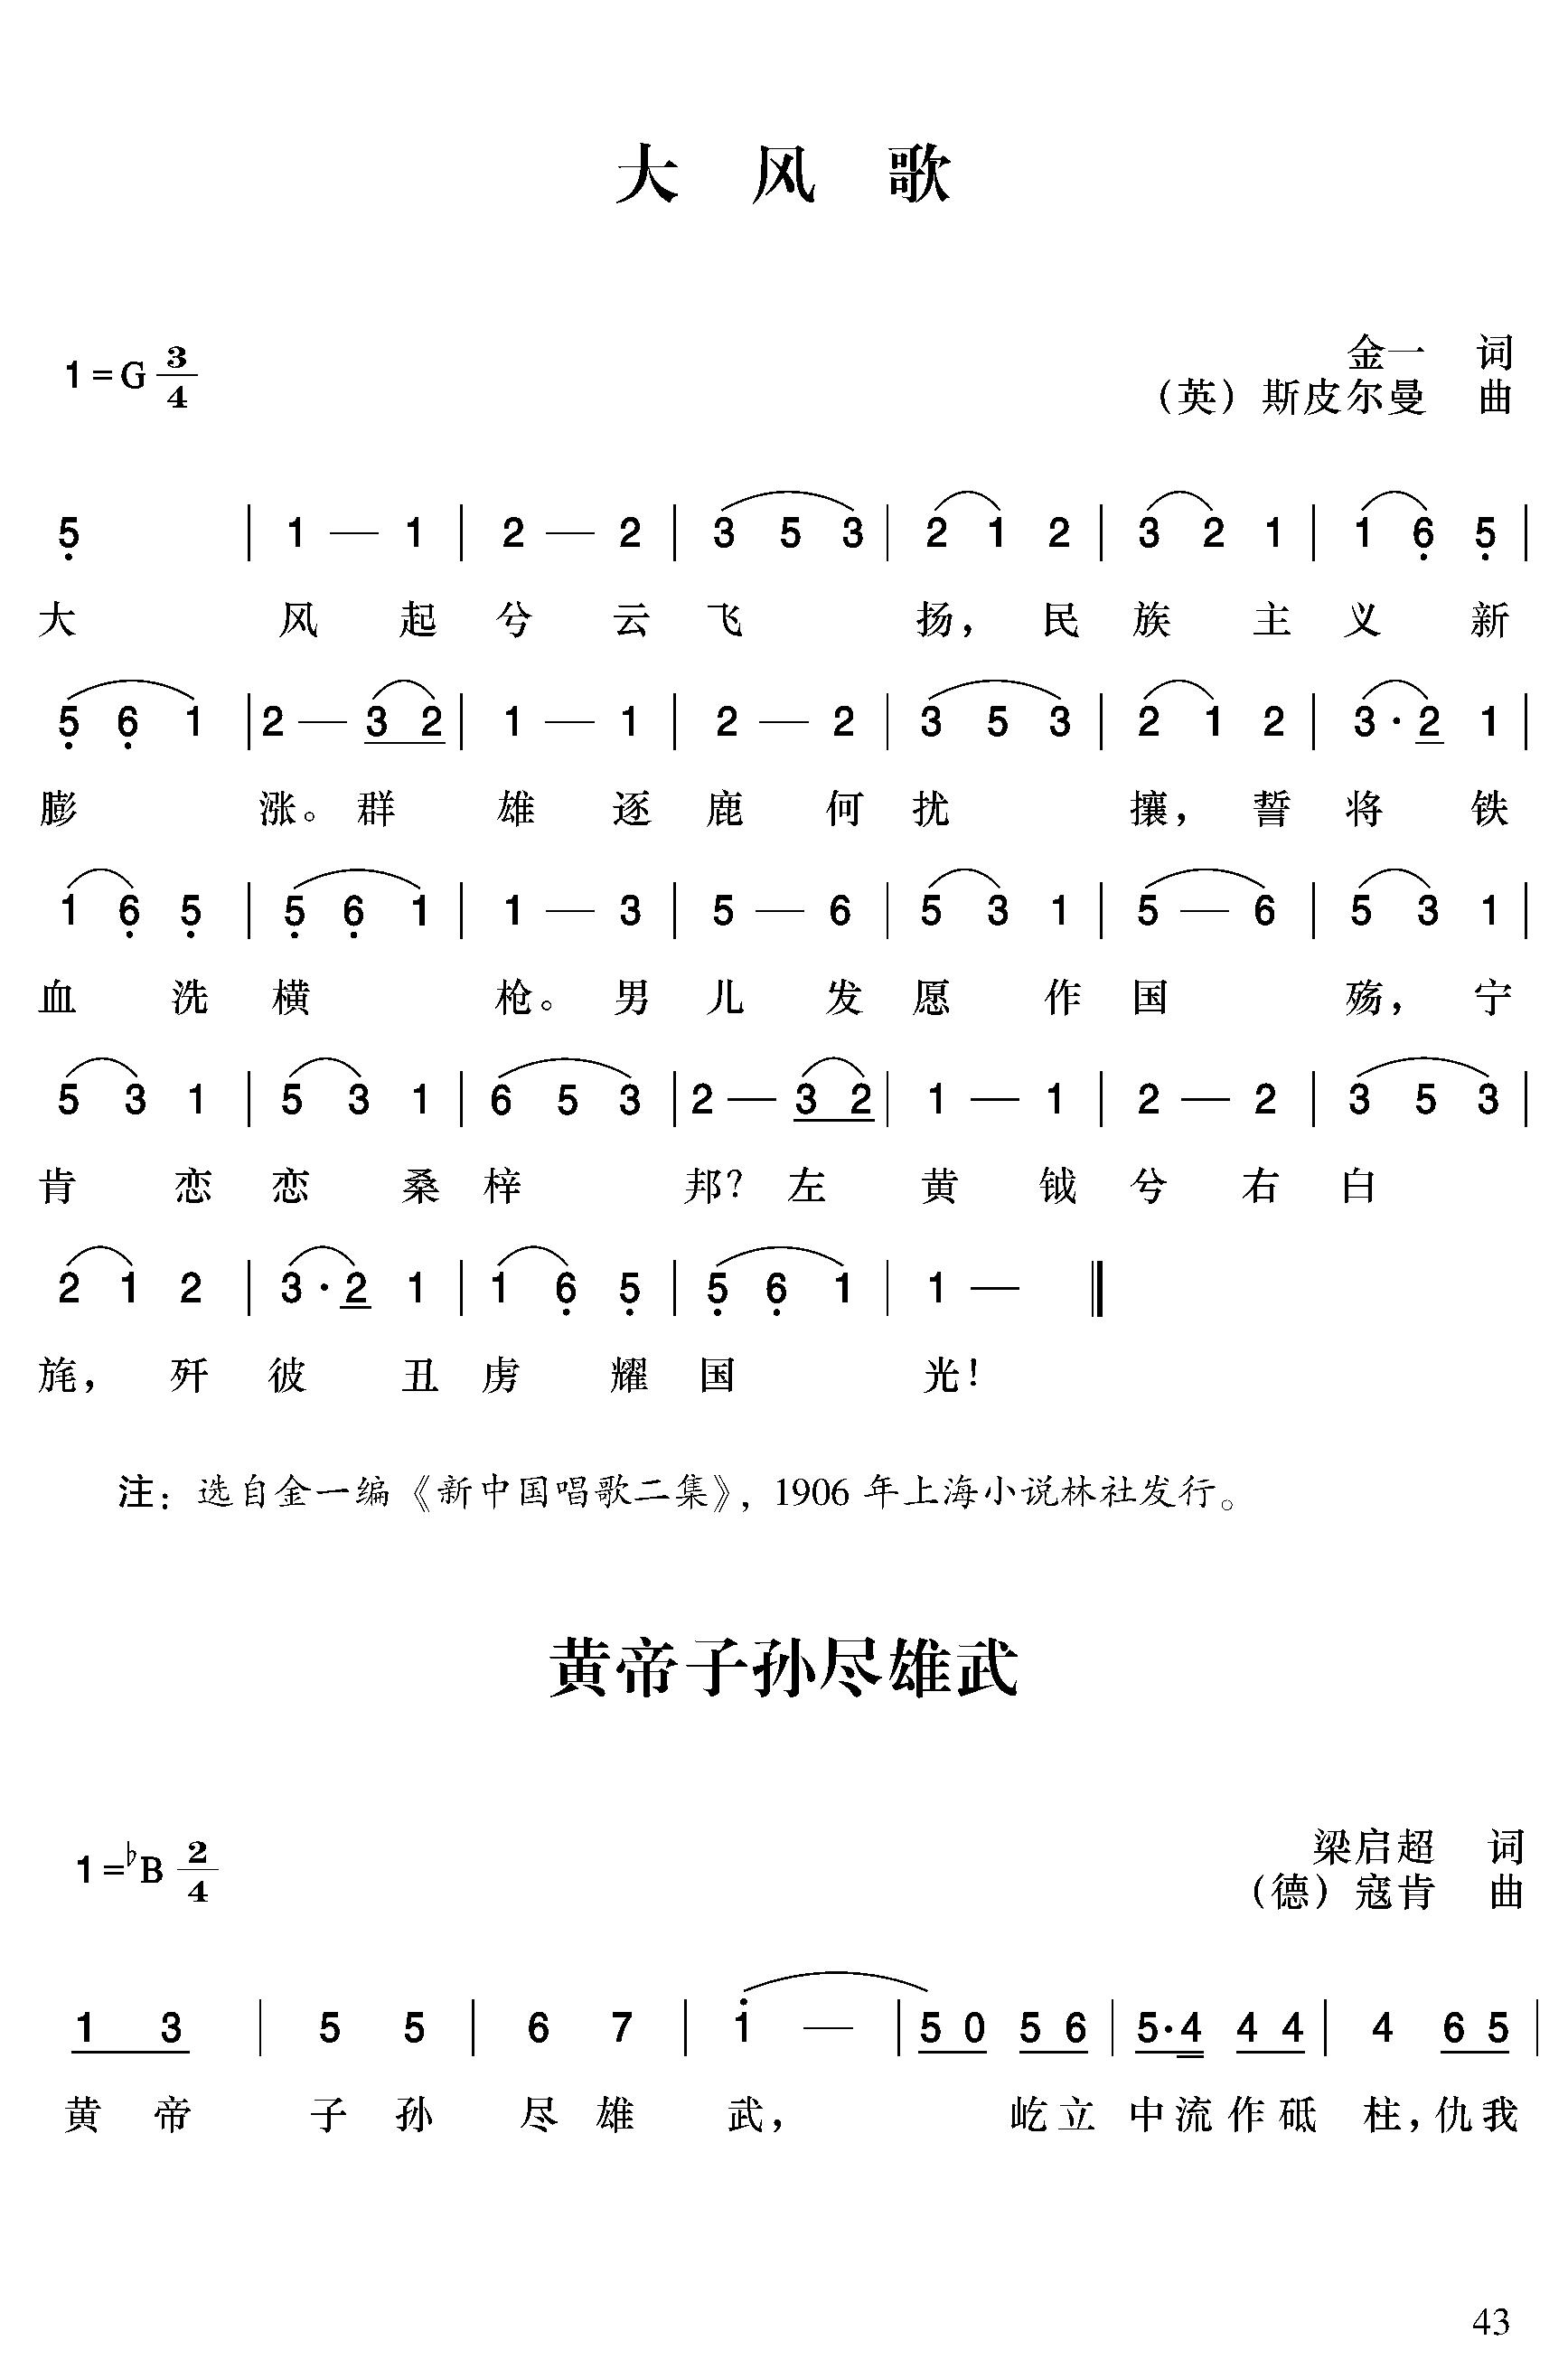 大 风 歌
1=G 3/4
金一 词
（英）斯皮尔曼 曲
5̣ | 1 — 1 | 2 — 2 | 3 5 3 | 2 1 2 | 3 2 1 | 1 6̣ 5̣ |
大 风 起 兮 云 飞 扬， 民 族 主 义 新
5̣ 6̣ 1 | 2 — 3 2 | 1 — 1 | 2 — 2 | 3 5 3 | 2 1 2 | 3 · 2 1 |
膨 涨。 群 雄 逐 鹿 何 扰 攘， 誓 将 铁
1 6̣ 5̣ | 5̣ 6̣ 1 | 1 — 3 | 5 — 6 | 5 3 1 | 5 — 6 | 5 3 1 |
血 洗 横 枪。 男 儿 发 愿 作 国 殇， 宁
5 3 1 | 5 3 1 | 6 5 3 | 2 — 3 2 | 1 — 1 | 2 — 2 | 3 5 3 |
肯 恋 恋 桑 梓 邦？ 左 黄 钺 兮 右 白
2 1 2 | 3 · 2 1 | 1 6̣ 5̣ | 5̣ 6̣ 1 | 1 — ‖
旄， 歼 彼 丑 虏 耀 国 光！
注：选自金一编《新中国唱歌二集》，1906 年上海小说林社发行。
黄帝子孙尽雄武
1=♭B 2/4
梁启超 词
（德）寇肯 曲
1 3 | 5 5 | 6 7 | 1̇ — | 5 0 5 6 | 5 · 4 4 4 | 4 6 5 |
黄 帝 子 孙 尽 雄 武， 屹 立 中 流 作 砥 柱，仇 我
43